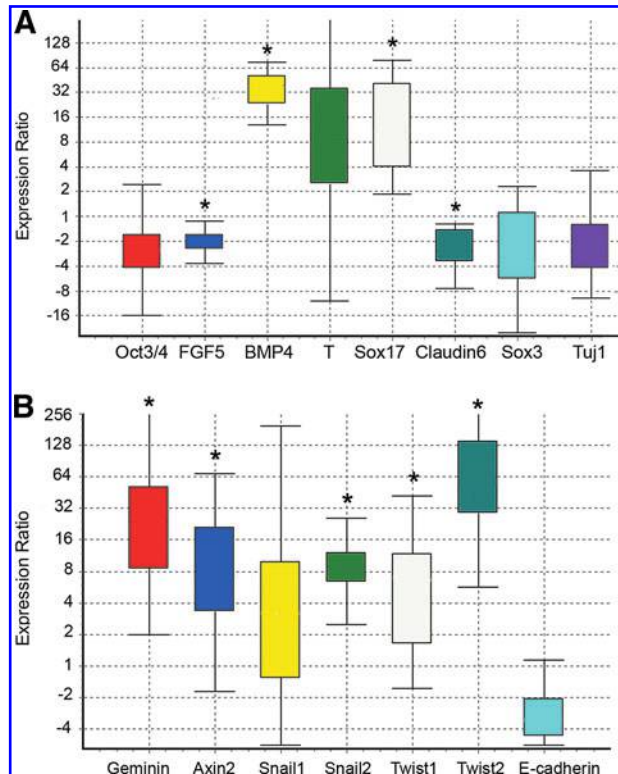 A
Expression Ratio
128
64
32
16
8
4
2
1
-2
-4
-8
-16
* * * * *
Oct3/4 FGF5 BMP4 T Sox17 Claudin6 Sox3 Tuj1
B
Expression Ratio
256
128
64
32
16
8
4
2
1
-2
-4
* * * * *
Geminin Axin2 Snail1 Snail2 Twist1 Twist2 E-cadherin